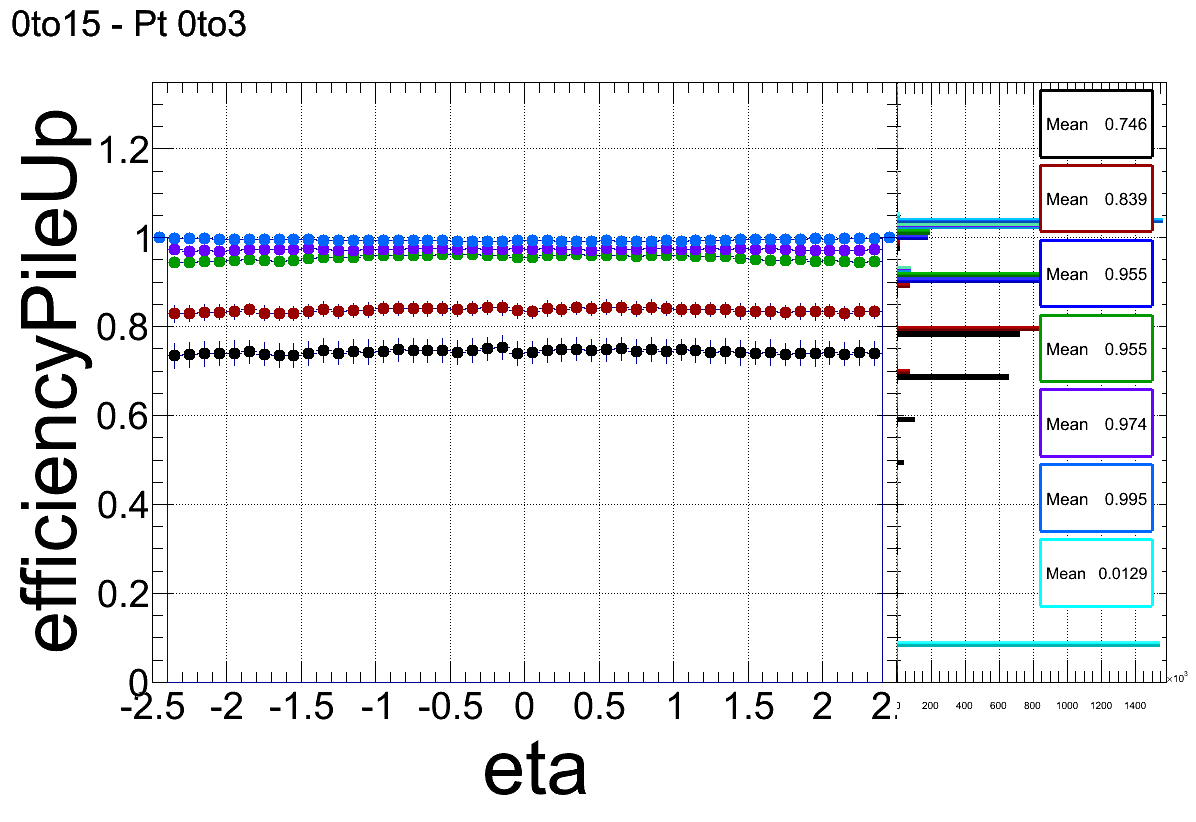 0to15 - Pt 0to3
efficiencyPileUp
1.2
1
0.8
0.6
0.4
0.2
0
-2.5 -2 -1.5 -1 -0.5 0 0.5 1 1.5 2 2.
eta
Mean 0.746
Mean 0.839
Mean 0.955
Mean 0.955
Mean 0.974
Mean 0.995
Mean 0.0129
×10³
200 400 600 800 1000 1200 1400